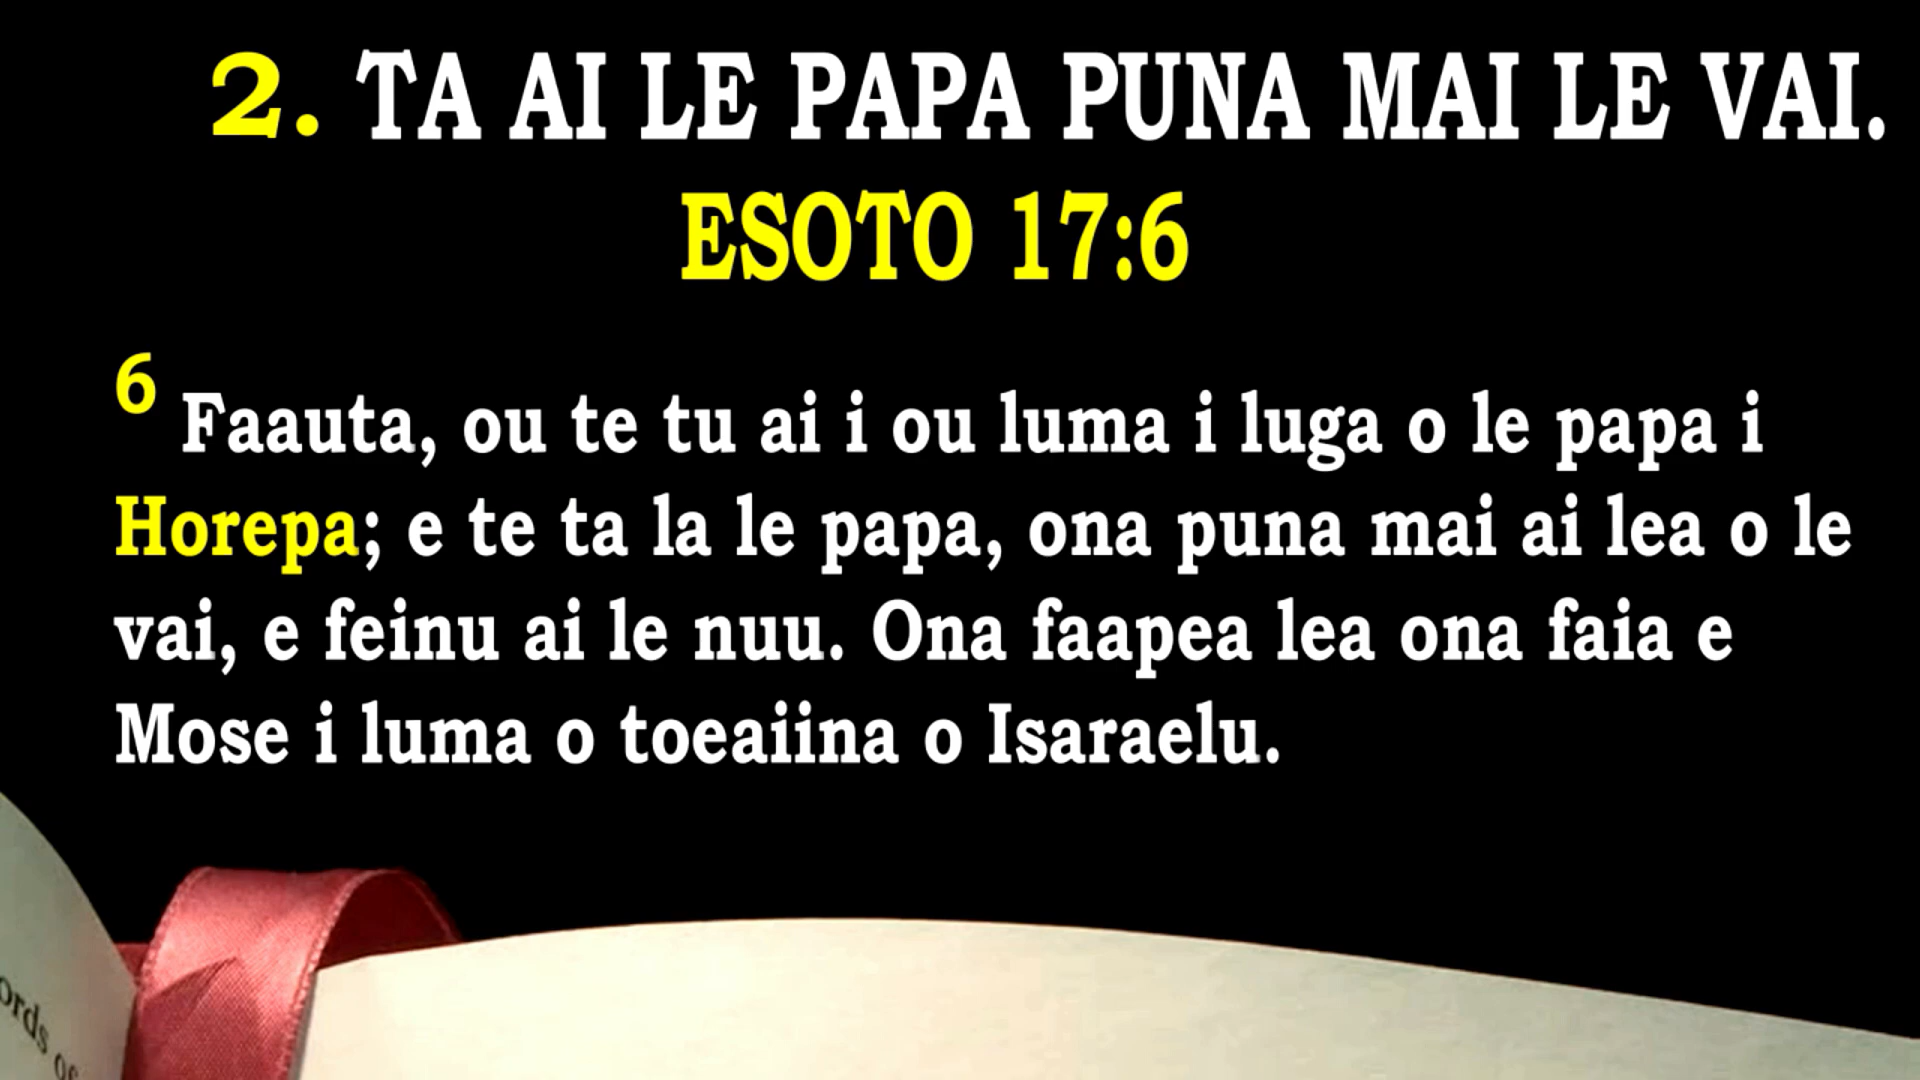 2. TA AI LE PAPA PUNA MAI LE VAI.
ESOTO 17:6
6 Faauta, ou te tu ai i ou luma i luga o le papa i
Horepa; e te ta la le papa, ona puna mai ai lea o le
vai, e feinu ai le nuu. Ona faapea lea ona faia e
Mose i luma o toeaiina o Isaraelu.
ords of